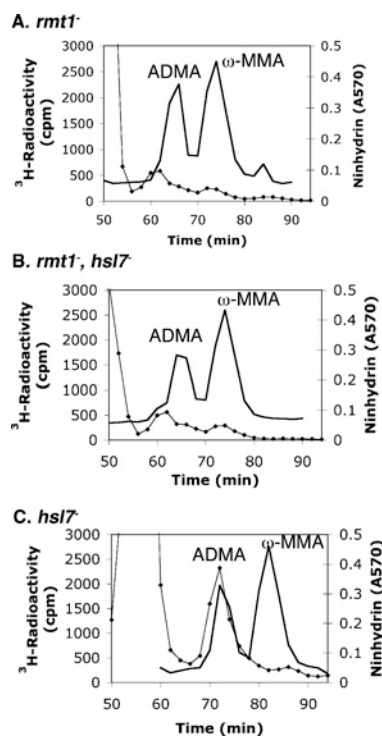 A. rmt1-
3000
2500
2000
1500
1000
500
0
0.5
0.4
0.3
0.2
0.1
0
ADMA
ω-MMA
³H-Radioactivity
(cpm)
Ninhydrin (A570)
50 60 70 80 90
Time (min)
B. rmt1-, hsl7-
3000
2500
2000
1500
1000
500
0
0.5
0.4
0.3
0.2
0.1
0
ADMA
ω-MMA
³H-Radioactivity
(cpm)
Ninhydrin (A570)
50 60 70 80 90
Time (min)
C. hsl7-
3000
2500
2000
1500
1000
500
0
0.5
0.4
0.3
0.2
0.1
0
ADMA
ω-MMA
³H-Radioactivity
(cpm)
Ninhydrin (A570)
50 60 70 80 90
Time (min)